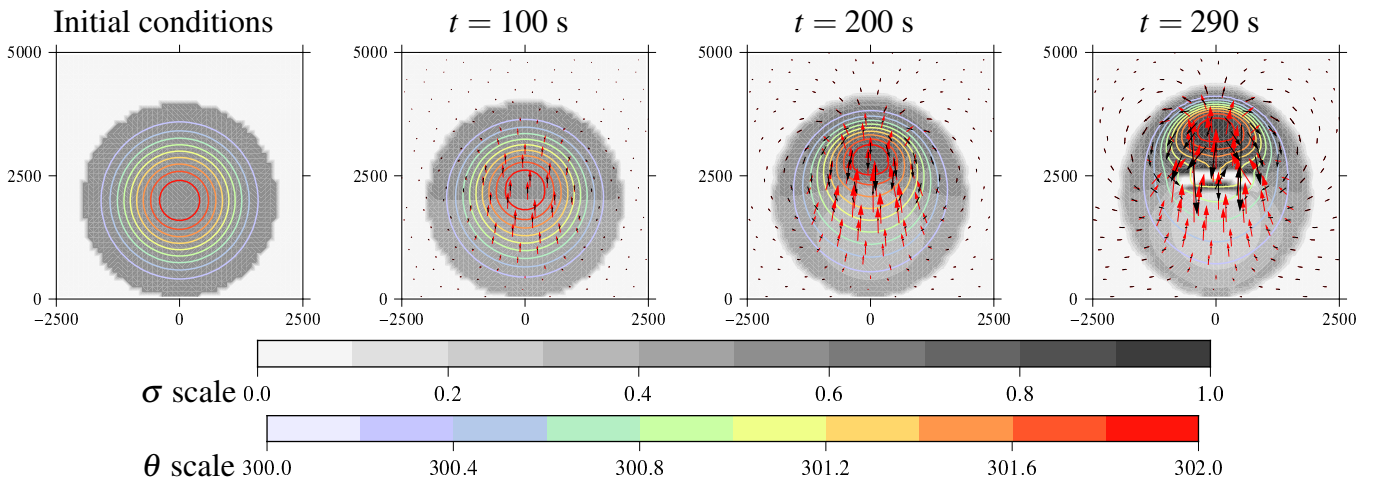 Initial conditions
t = 100 s
t = 200 s
t = 290 s
5000 5000 5000 5000
2500 2500 2500 2500
0 0 0 0
−2500 0 2500 −2500 0 2500 −2500 0 2500 −2500 0 2500
σ scale 0.0 0.2 0.4 0.6 0.8 1.0
θ scale 300.0 300.4 300.8 301.2 301.6 302.0